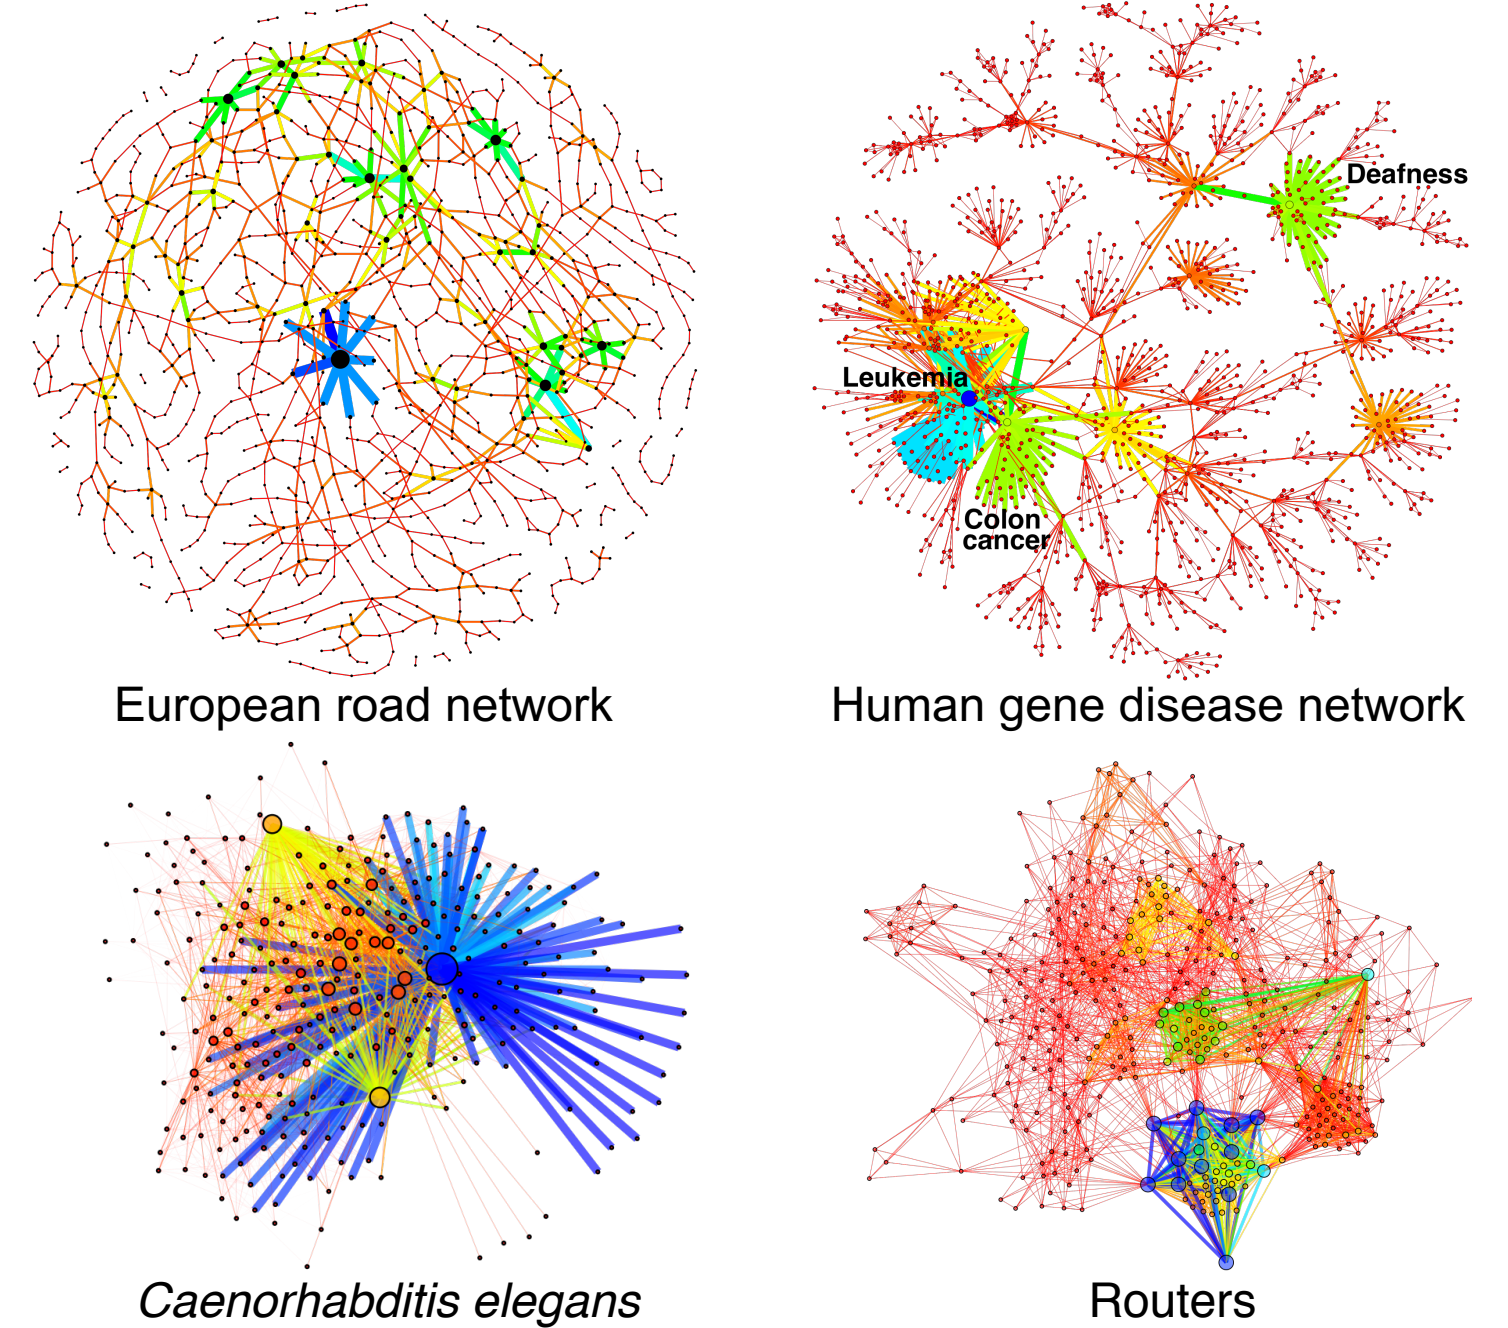 Deafness
Leukemia
Colon
cancer
European road network
Human gene disease network
Caenorhabditis elegans
Routers